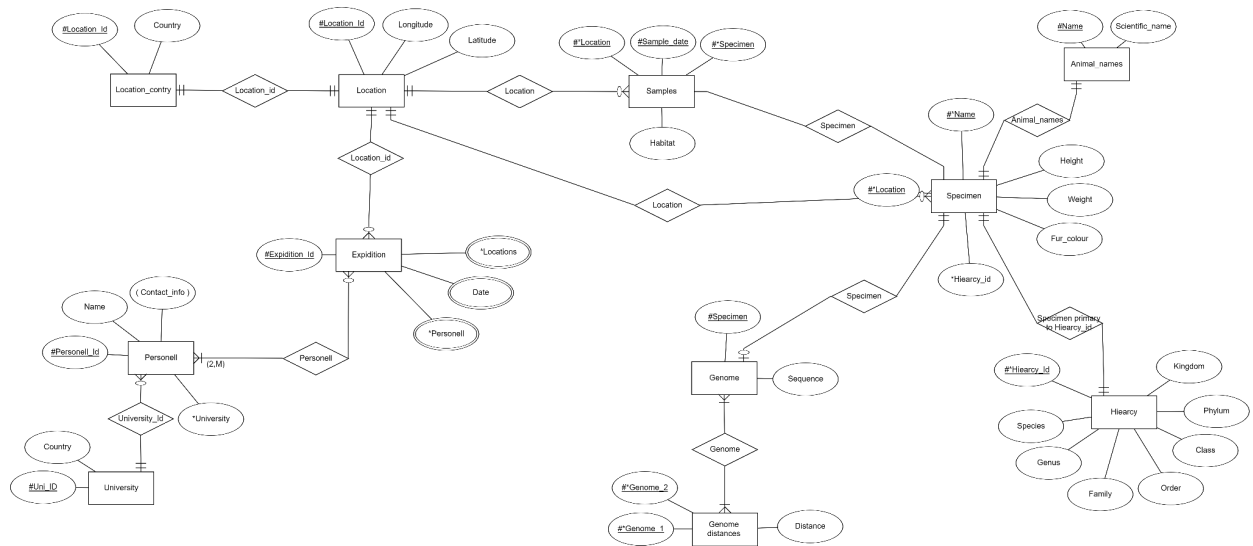 #Location_Id
Country
Location_contry
Location_id
#Location_Id
Longitude
Latitude
Location
Location
#*Location
#Sample_date
#*Specimen
Samples
Habitat
Specimen
#Name
Scientific_name
Animal_names
Animal_names
#*Name
Height
Weight
Fur_colour
#*Location
Specimen
*Hiearcy_id
Location
Location_id
#Expidition_Id
Expidition
*Locations
Date
*Personell
( Contact_info )
Name
#Personell_Id
Personell
(2,M)
Personell
*University
University_Id
Country
#Uni_ID
University
Specimen
#Specimen
Genome
Sequence
Genome
#*Genome_2
#*Genome_1
Genome
distances
Distance
Specimen primary
to Hiearcy_id
#*Hiearcy_Id
Kingdom
Phylum
Class
Order
Family
Genus
Species
Hiearcy